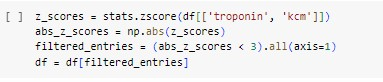 [ ] z_scores = stats.zscore(df[['troponin', 'kcm']])
abs_z_scores = np.abs(z_scores)
filtered_entries = (abs_z_scores < 3).all(axis=1)
df = df[filtered_entries]